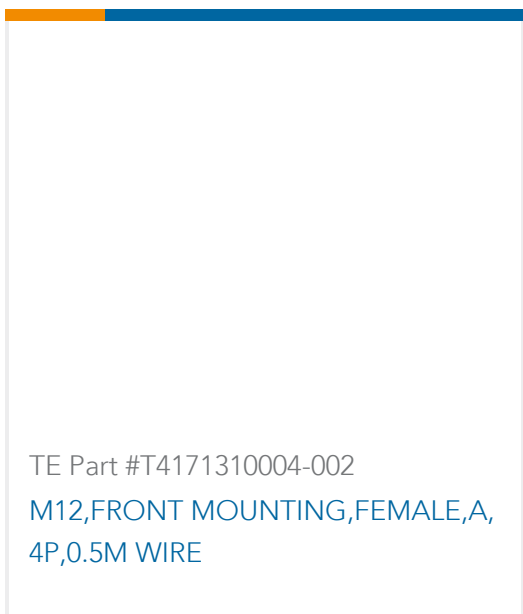 TE Part #T4171310004-002
M12,FRONT MOUNTING,FEMALE,A,
4P,0.5M WIRE